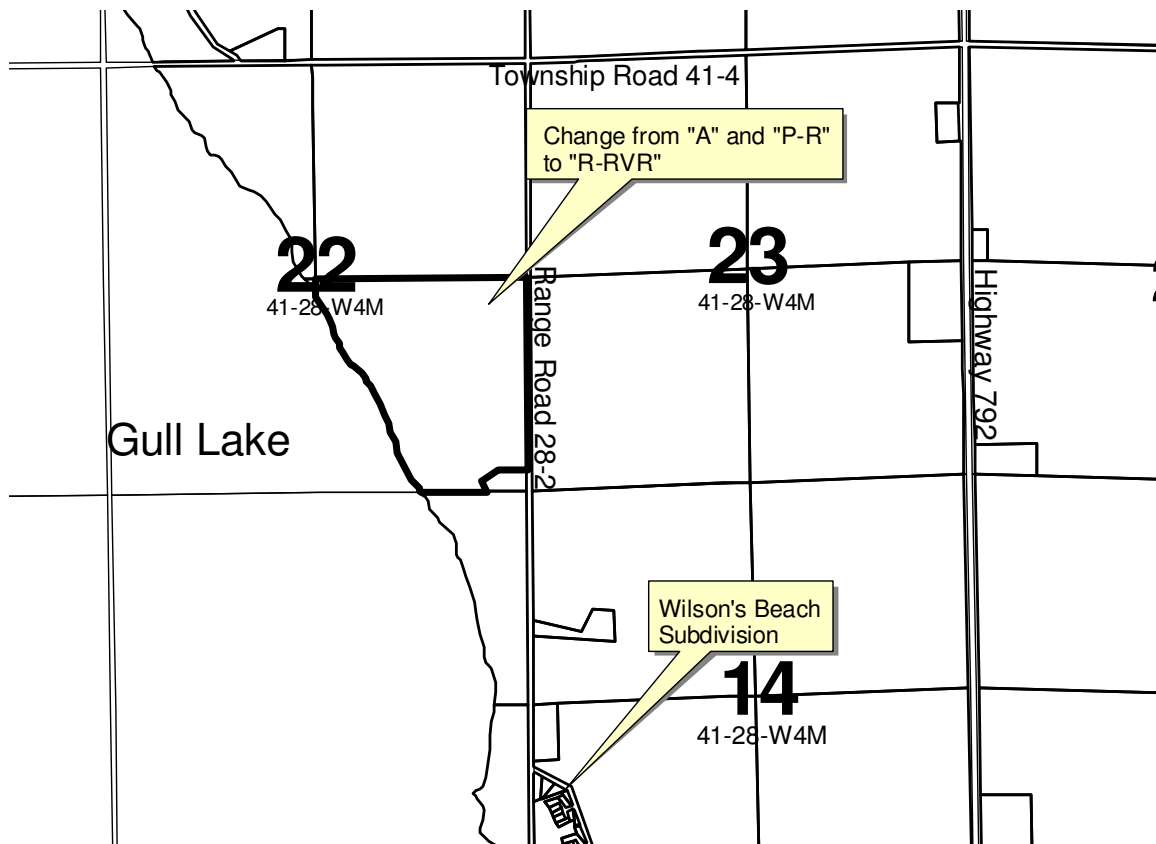 Township Road 41-4
Change from "A" and "P-R"
to "R-RVR"
22
41-28-W4M
23
41-28-W4M
Range Road 28-2
Highway 792
Gull Lake
Wilson's Beach
Subdivision
14
41-28-W4M